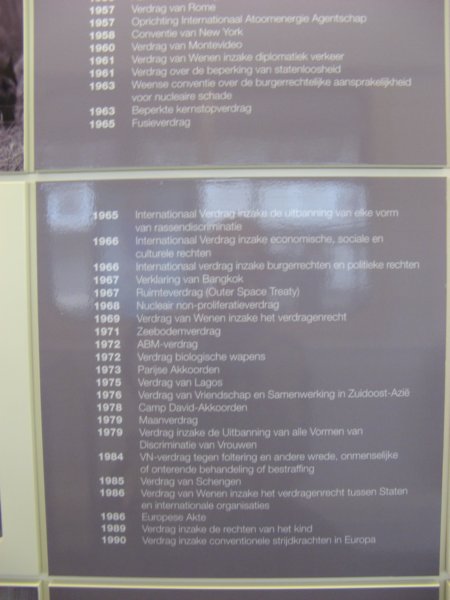 1957 Verdrag van Rome
1957 Oprichting Internationaal Atoomenergie Agentschap
1958 Conventie van New York
1960 Verdrag van Montevideo
1961 Verdrag van Wenen inzake diplomatiek verkeer
1961 Verdrag over de beperking van statenloosheid
1963 Weense conventie over de burgerrechtelijke aansprakelijkheid
voor nucleaire schade
1963 Beperkte kernstopverdrag
1965 Fusieverdrag
1965 Internationaal Verdrag inzake de uitbanning van elke vorm
van rassendiscriminatie
1966 Internationaal Verdrag inzake economische, sociale en
culturele rechten
1966 Internationaal verdrag inzake burgerrechten en politieke rechten
1967 Verklaring van Bangkok
1967 Ruimteverdrag (Outer Space Treaty)
1968 Nucleair non-proliferatieverdrag
1969 Verdrag van Wenen inzake het verdragenrecht
1971 Zeebodemverdrag
1972 ABM-verdrag
1972 Verdrag biologische wapens
1973 Parijse Akkoorden
1975 Verdrag van Lagos
1976 Verdrag van Vriendschap en Samenwerking in Zuidoost-Azië
1978 Camp David-Akkoorden
1979 Maanverdrag
1979 Verdrag inzake de Uitbanning van alle Vormen van
Discriminatie van Vrouwen
1984 VN-verdrag tegen foltering en andere wrede, onmenselijke
of onterende behandeling of bestraffing
1985 Verdrag van Schengen
1986 Verdrag van Wenen inzake het verdragenrecht tussen Staten
en internationale organisaties
1986 Europese Akte
1989 Verdrag inzake de rechten van het kind
1990 Verdrag inzake conventionele strijdkrachten in Europa